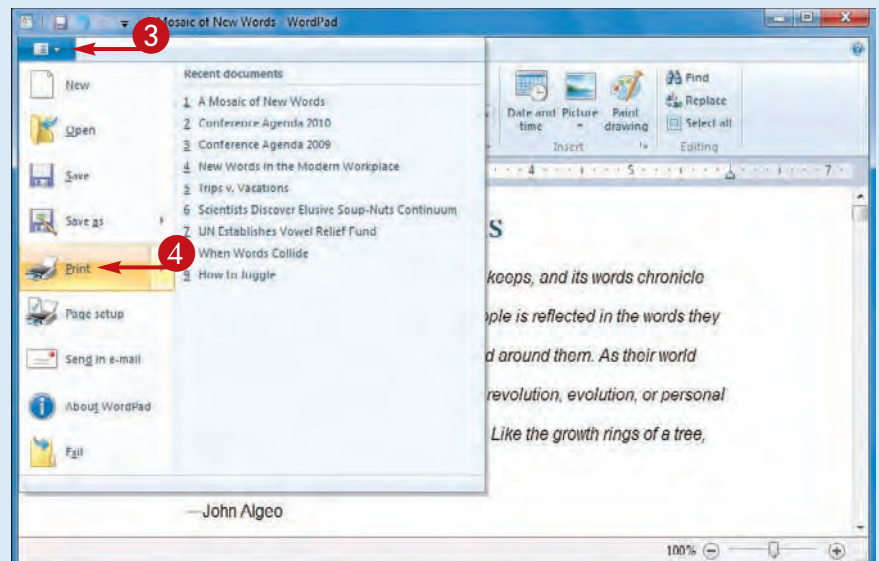 Mosaic of New Words - WordPad
3
New
Open
Save
Save as
Print
4
Page setup
Send in e-mail
About WordPad
Exit
Recent documents
1 A Mosaic of New Words
2 Conference Agenda 2010
3 Conference Agenda 2009
4 New Words in the Modern Workplace
5 Trips v. Vacations
6 Scientists Discover Elusive Soup-Nuts Continuum
7 UN Establishes Vowel Relief Fund
When Words Collide
9 How to Juggle
Date and time
Picture
Paint drawing
Insert
Find
Replace
Select all
Editing
4 5 7
S
keeps, and its words chronicle
ople is reflected in the words they
d around them. As their world
revolution, evolution, or personal
Like the growth rings of a tree,
—John Algeo
100%